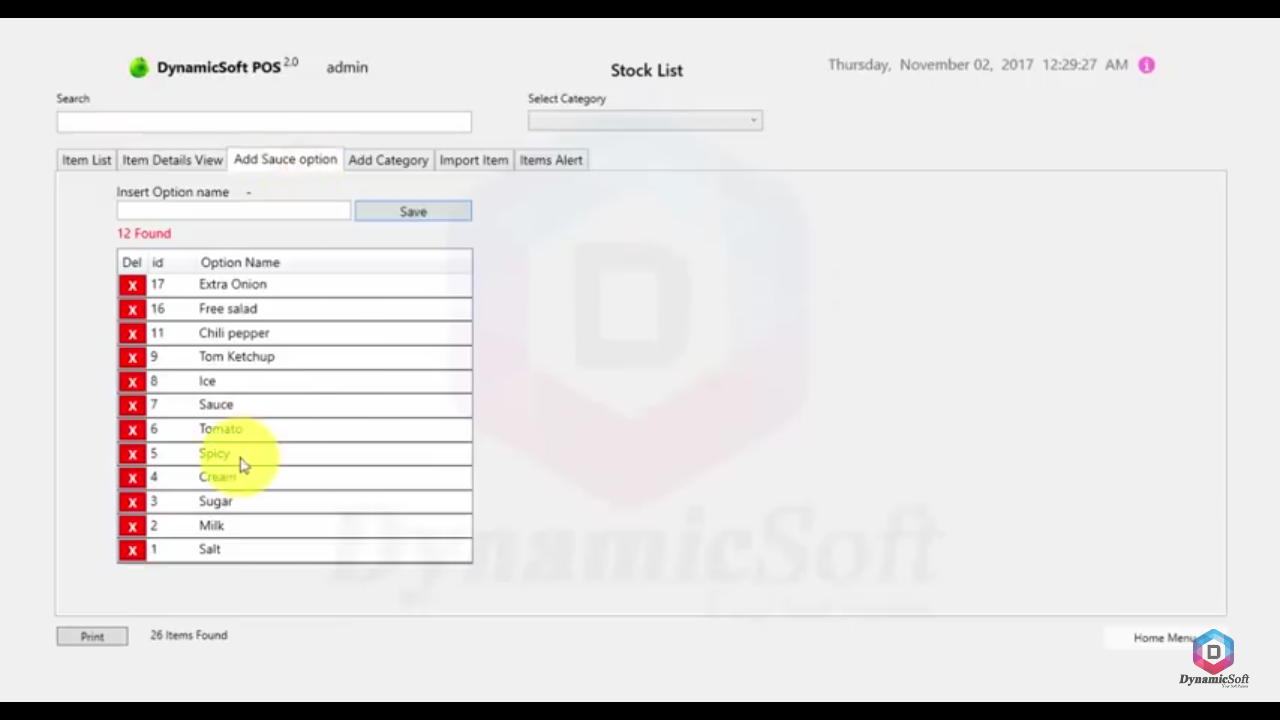 DynamicSoft POS 2.0 admin Stock List Thursday, November 02, 2017 12:29:27 AM
Search Select Category
Item List Item Details View Add Sauce option Add Category Import Item Items Alert
Insert Option name -
Save
12 Found
Del id Option Name
X 17 Extra Onion
X 16 Free salad
X 11 Chili pepper
X 9 Tom Ketchup
X 8 Ice
X 7 Sauce
X 6 Tomato
X 5 Spicy
X 4 Cream
X 3 Sugar
X 2 Milk
X 1 Salt
DynamicSoft
Print 26 Items Found Home Menu
D
DynamicSoft